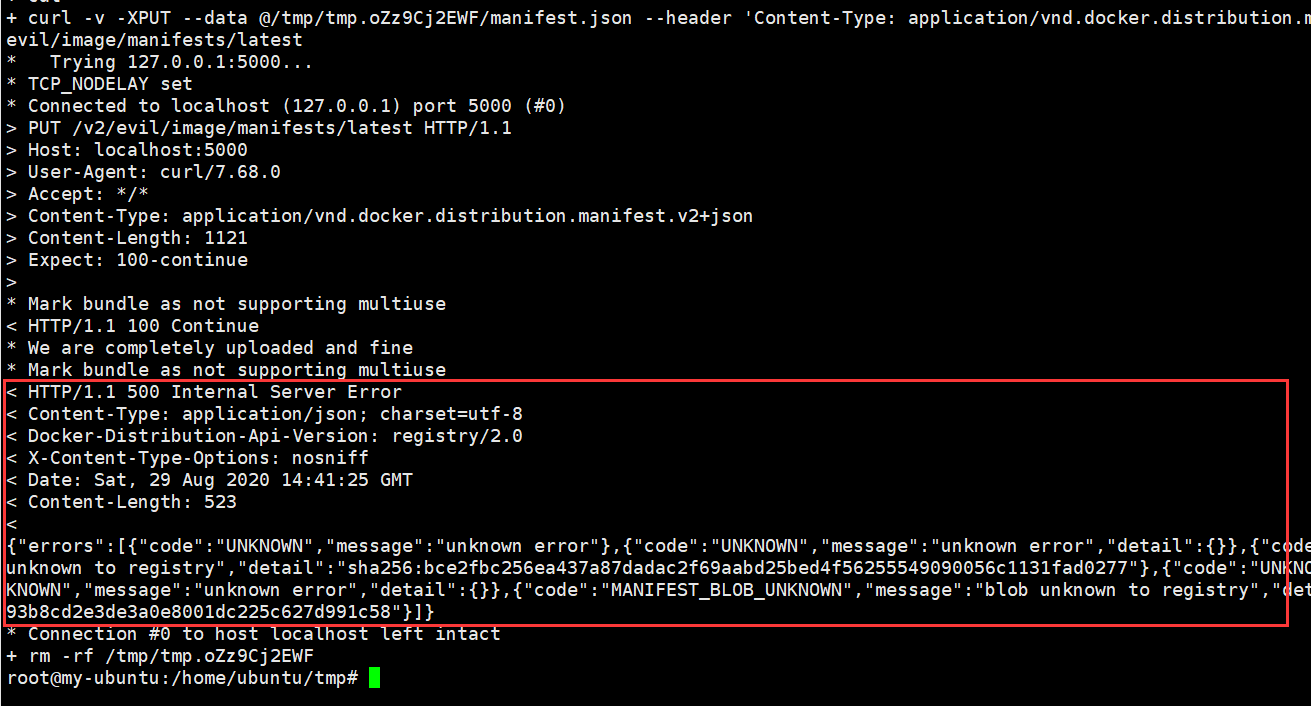 + curl -v -XPUT --data @/tmp/tmp.oZz9Cj2EWF/manifest.json --header 'Content-Type: application/vnd.docker.distribution.m
evil/image/manifests/latest
*   Trying 127.0.0.1:5000...
* TCP_NODELAY set
* Connected to localhost (127.0.0.1) port 5000 (#0)
> PUT /v2/evil/image/manifests/latest HTTP/1.1
> Host: localhost:5000
> User-Agent: curl/7.68.0
> Accept: */*
> Content-Type: application/vnd.docker.distribution.manifest.v2+json
> Content-Length: 1121
> Expect: 100-continue
>
* Mark bundle as not supporting multiuse
< HTTP/1.1 100 Continue
* We are completely uploaded and fine
* Mark bundle as not supporting multiuse
< HTTP/1.1 500 Internal Server Error
< Content-Type: application/json; charset=utf-8
< Docker-Distribution-Api-Version: registry/2.0
< X-Content-Type-Options: nosniff
< Date: Sat, 29 Aug 2020 14:41:25 GMT
< Content-Length: 523
<
{"errors":[{"code":"UNKNOWN","message":"unknown error"},{"code":"UNKNOWN","message":"unknown error","detail":{}},{"code
unknown to registry","detail":"sha256:bce2fbc256ea437a87dadac2f69aabd25bed4f56255549090056c1131fad0277"},{"code":"UNKNO
KNOWN","message":"unknown error","detail":{}},{"code":"MANIFEST_BLOB_UNKNOWN","message":"blob unknown to registry","det
93b8cd2e3de3a0e8001dc225c627d991c58"}]}
* Connection #0 to host localhost left intact
+ rm -rf /tmp/tmp.oZz9Cj2EWF
root@my-ubuntu:/home/ubuntu/tmp#